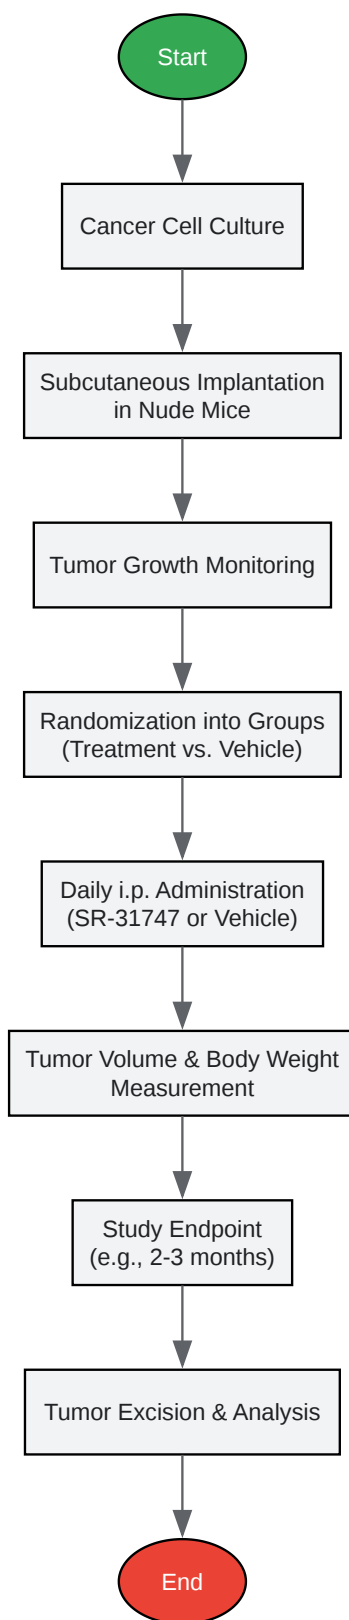 Start
Cancer Cell Culture
Subcutaneous Implantation
in Nude Mice
Tumor Growth Monitoring
Randomization into Groups
(Treatment vs. Vehicle)
Daily i.p. Administration
(SR-31747 or Vehicle)
Tumor Volume & Body Weight
Measurement
Study Endpoint
(e.g., 2-3 months)
Tumor Excision & Analysis
End